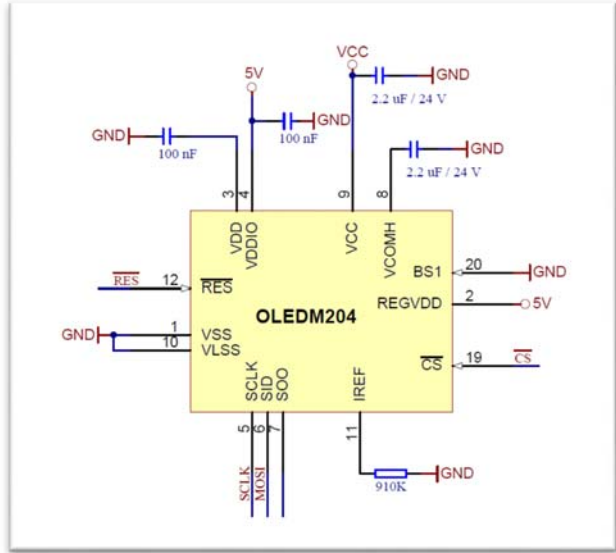 VCC
GND
2.2 uF / 24 V
5V
GND
100 nF
GND
100 nF
GND
2.2 uF / 24 V
3
4
9
8
VDD
VDDIO
VCC
VCOMH
BS1
20
GND
RES
12
RES
REGVDD
2
5V
OLEDM204
GND
1
VSS
10
VLSS
CS
19
CS
SCLK
SID
SOO
IREF
5
6
7
11
SCLK
MOSI
910K
GND